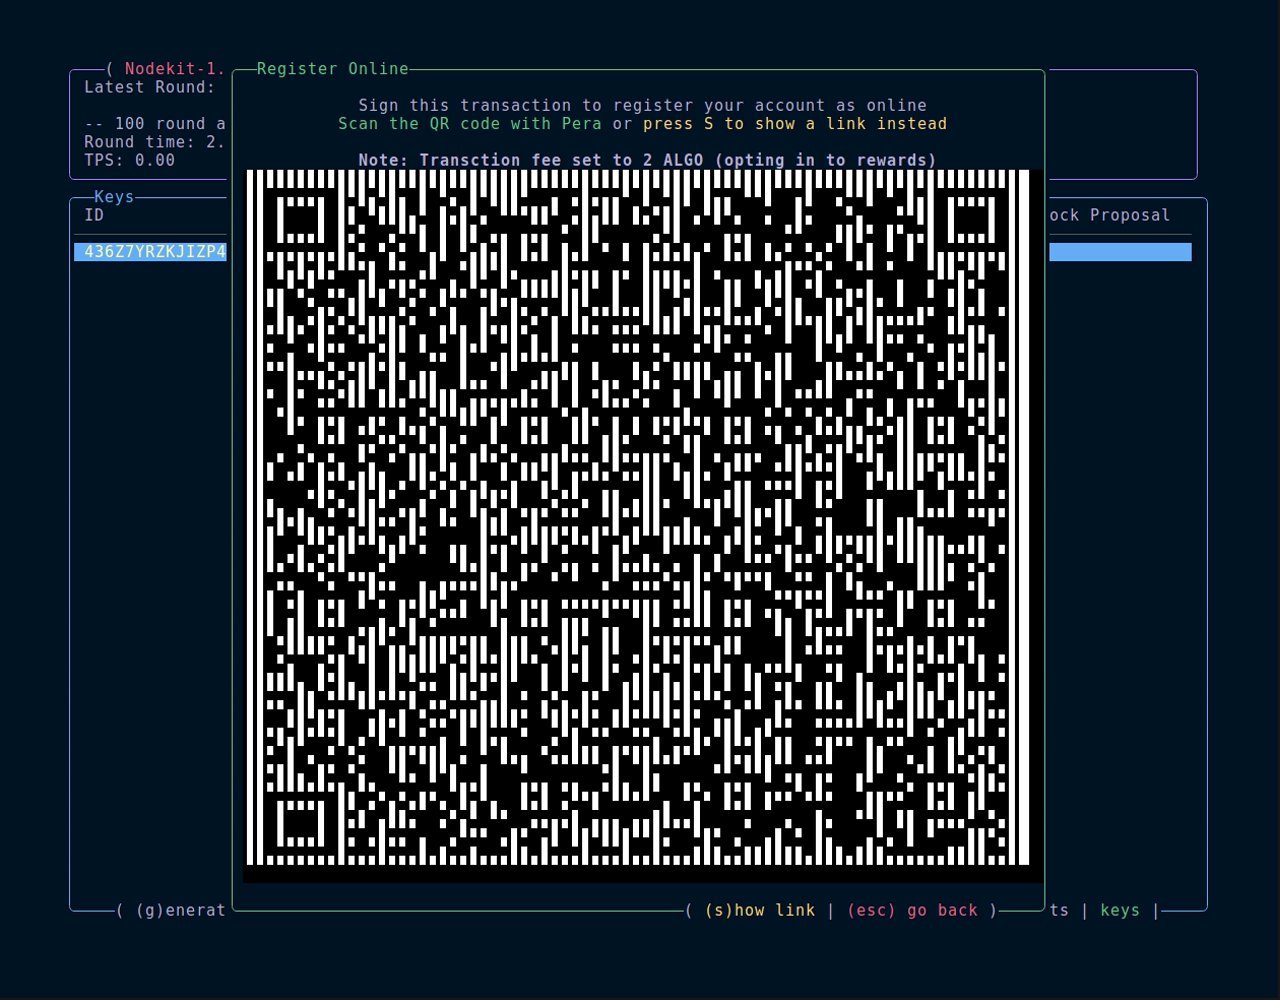 ( Nodekit-1.
Register Online
Latest Round:
Sign this transaction to register your account as online
-- 100 round a
Scan the QR code with Pera or press S to show a link instead
Round time: 2.
TPS: 0.00
Note: Transction fee set to 2 ALGO (opting in to rewards)
Keys
ID
ock Proposal
436Z7YRZKJIZP4
( (g)enerat
( (s)how link | (esc) go back )
ts | keys |